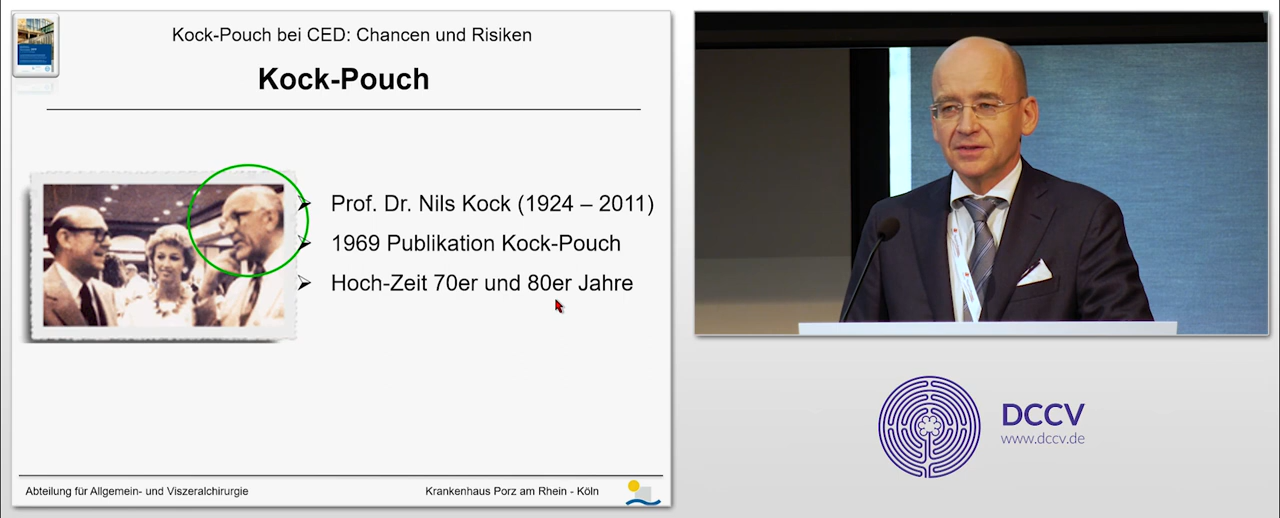 Kock-Pouch bei CED: Chancen und Risiken
Kock-Pouch
Prof. Dr. Nils Kock (1924 – 2011)
1969 Publikation Kock-Pouch
Hoch-Zeit 70er und 80er Jahre
Abteilung für Allgemein- und Viszeralchirurgie
Krankenhaus Porz am Rhein - Köln
DCCV
www.dccv.de